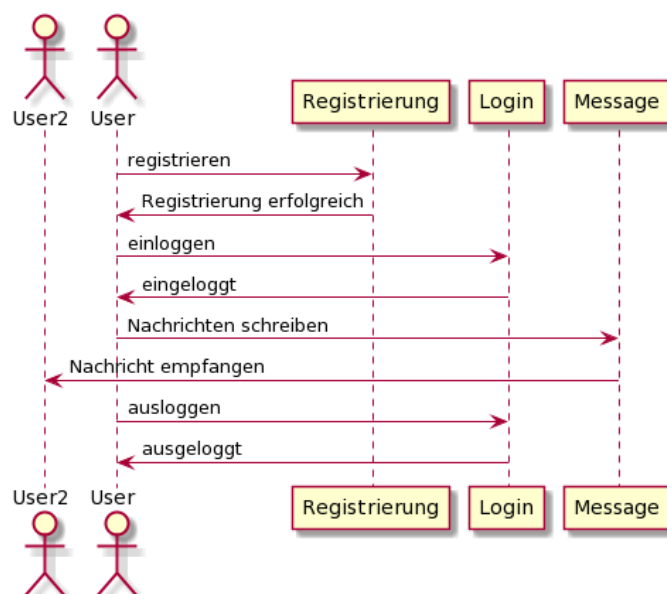 User2 User Registrierung Login Message
registrieren
Registrierung erfolgreich
einloggen
eingeloggt
Nachrichten schreiben
Nachricht empfangen
ausloggen
ausgeloggt
User2 User Registrierung Login Message